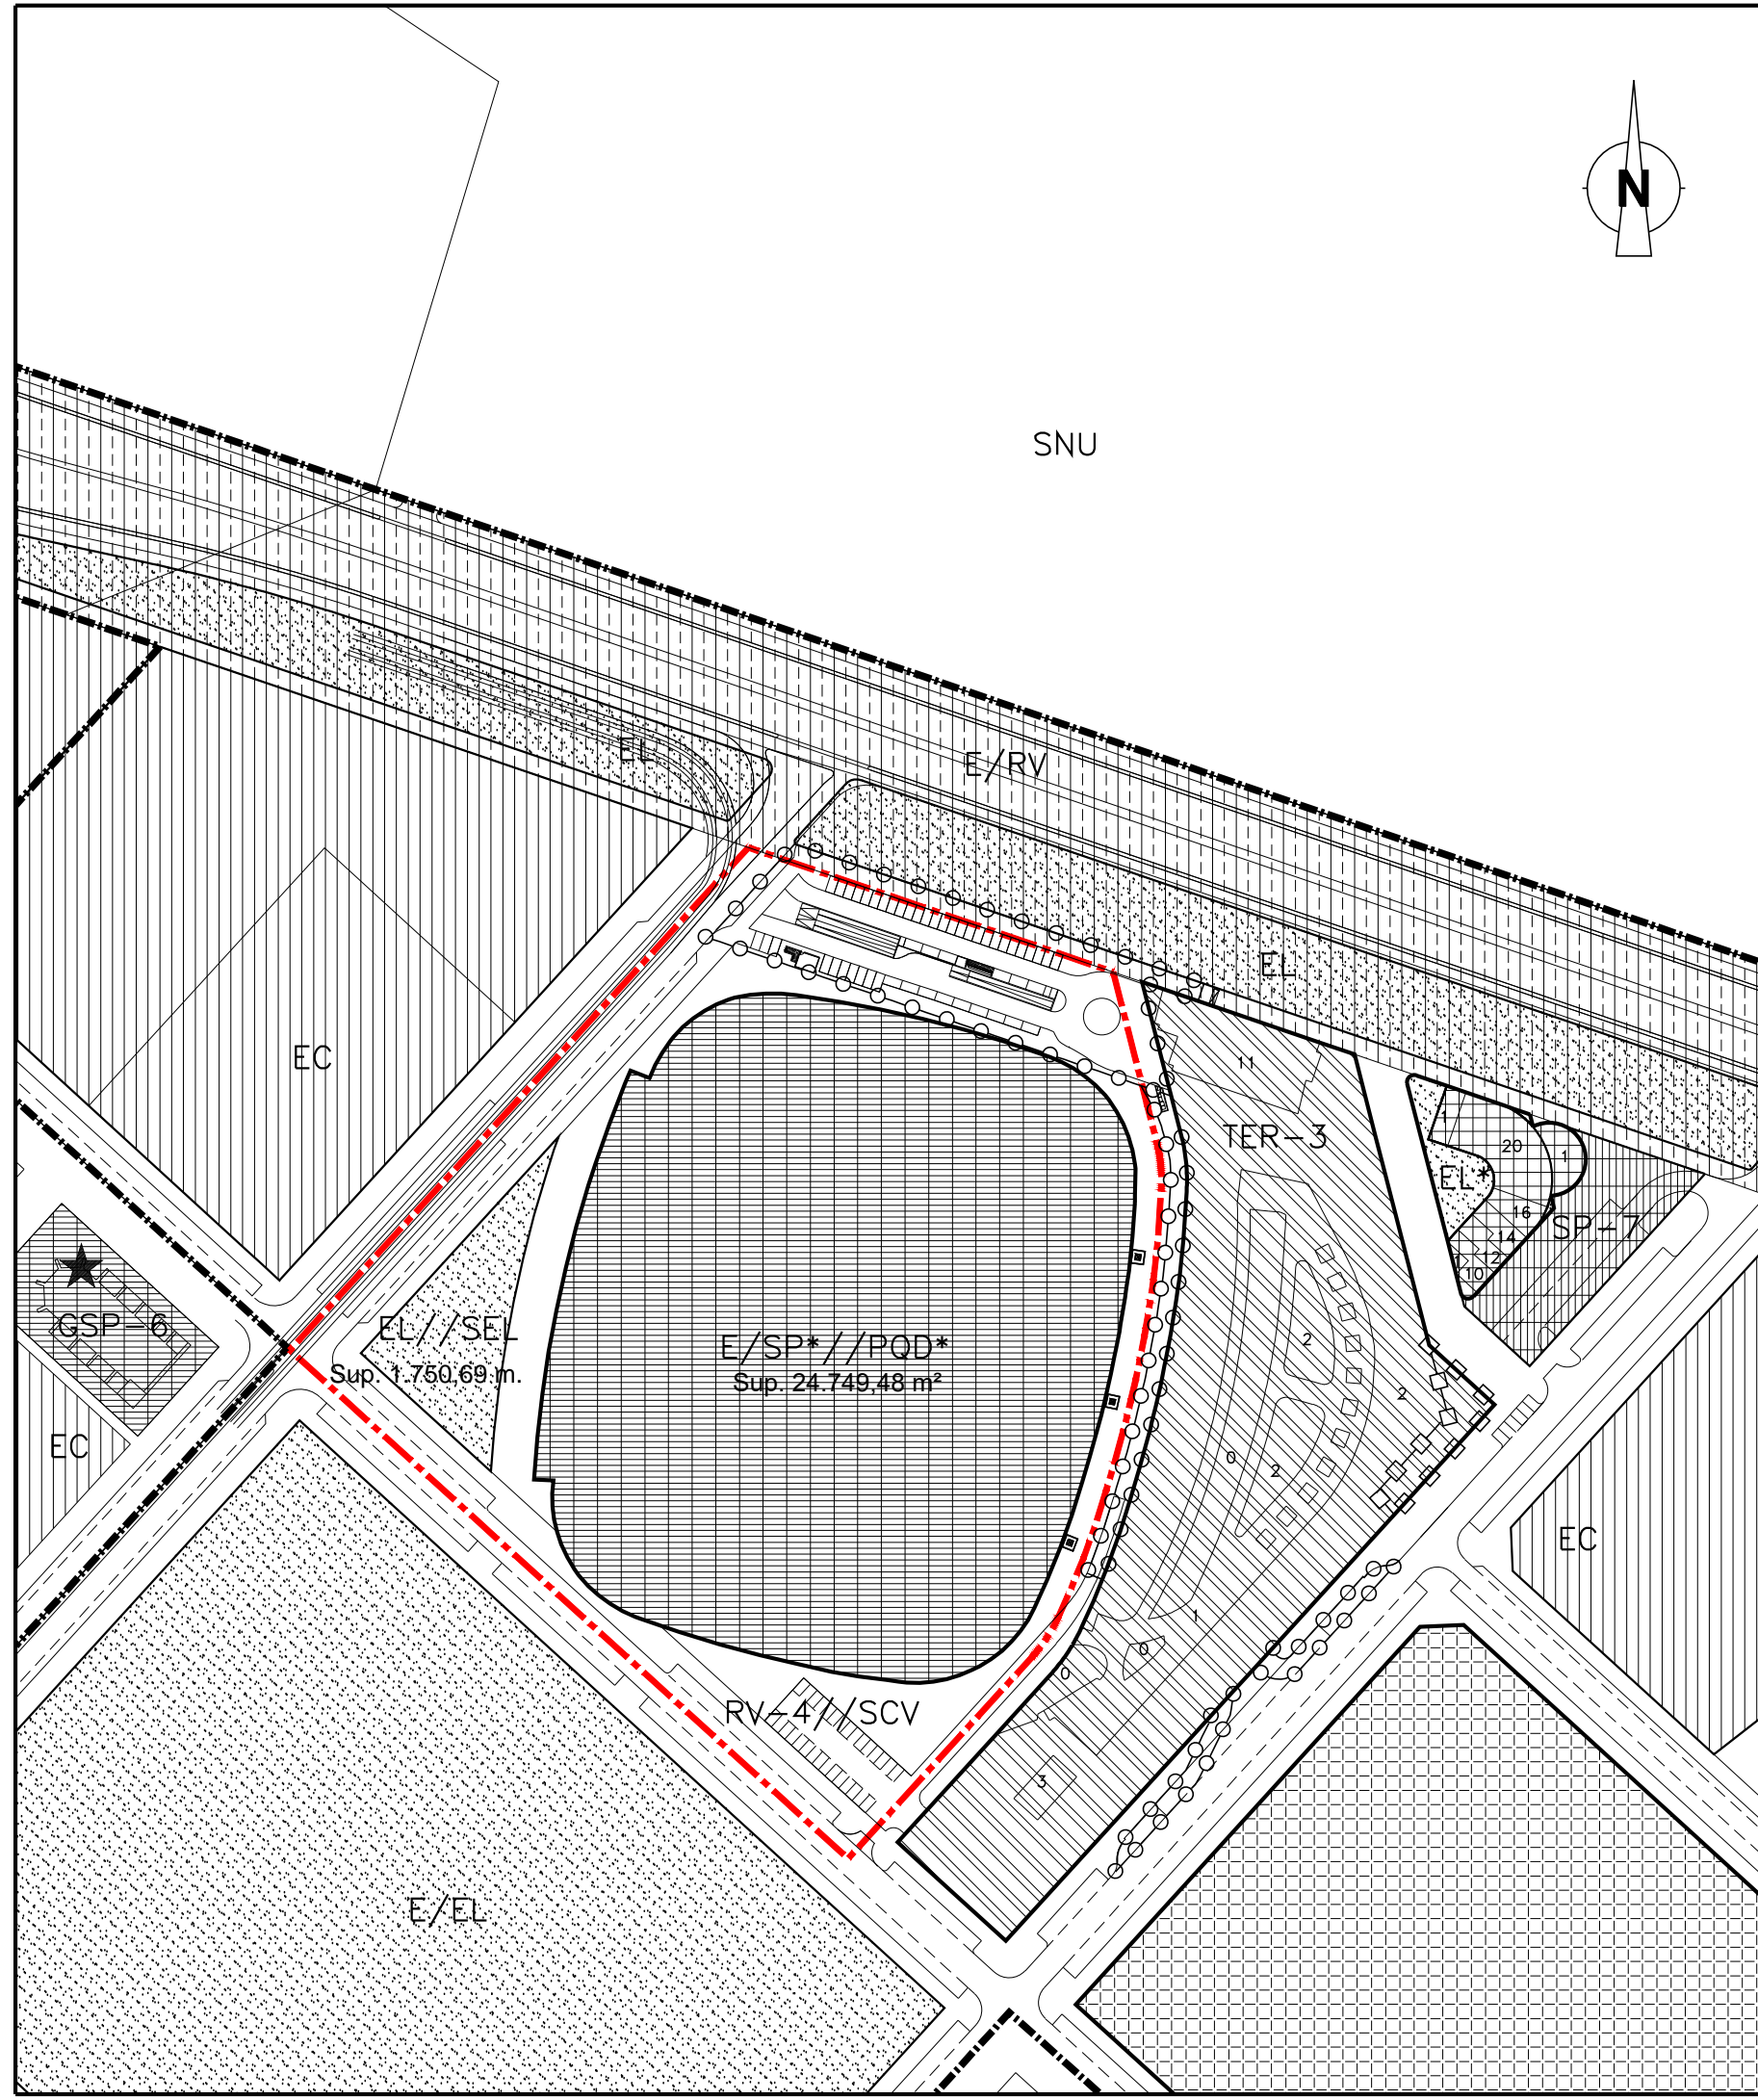 N
SNU
EL
E/RV
EL
EC
11
TER-3
1
20
1
EL*
16
SP-7
14
12
1
10
GSP-6
EL//SEL
Sup. 1.750,69 m.
E/SP*//PQD*
Sup. 24.749,48 m²
2
2
EC
0
2
EC
1
0
0
RV-4//SCV
3
E/EL